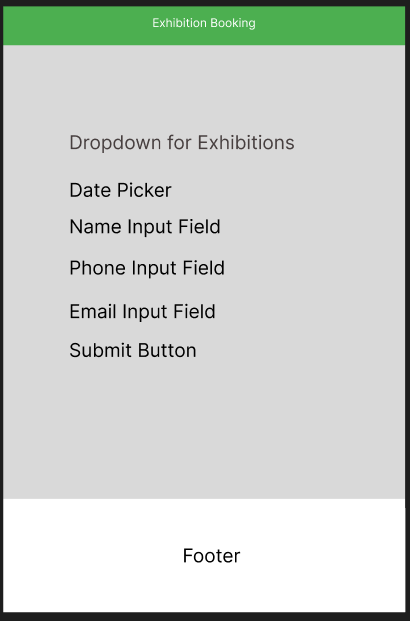 Exhibition Booking
Dropdown for Exhibitions
Date Picker
Name Input Field
Phone Input Field
Email Input Field
Submit Button
Footer